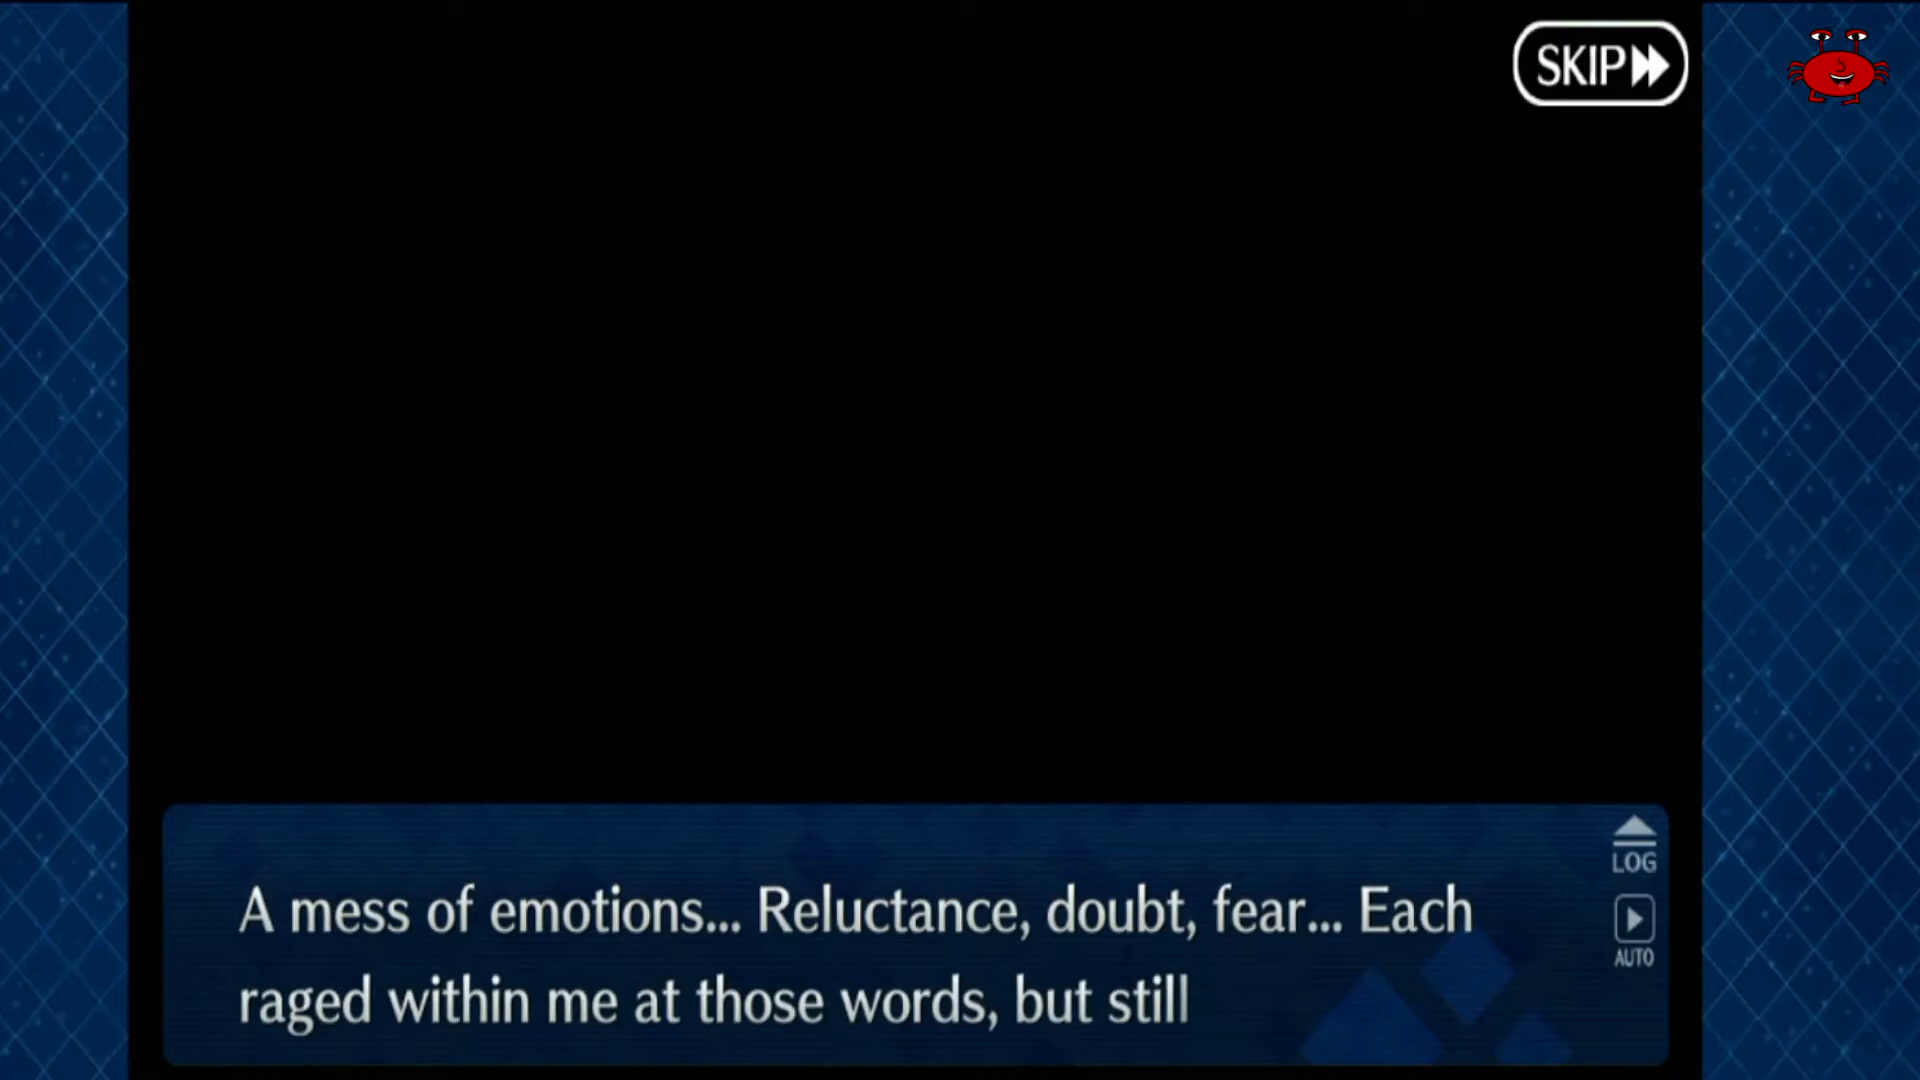 SKIP
LOG
A mess of emotions... Reluctance, doubt, fear... Each
AUTO
raged within me at those words, but still